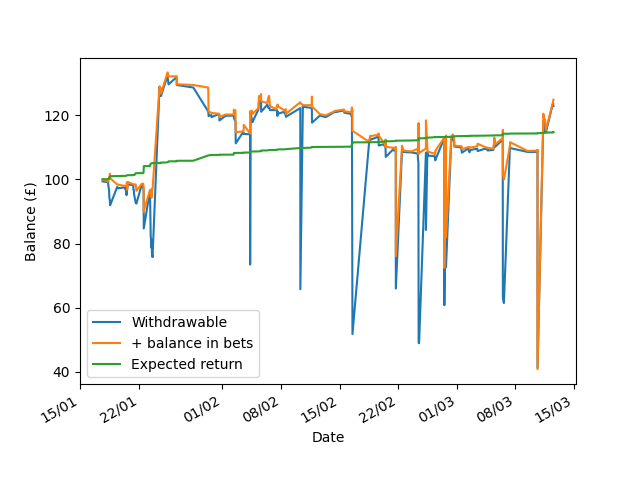 120
100
80
60
40
Balance (£)
Withdrawable
+ balance in bets
Expected return
15/01
22/01
01/02
08/02
15/02
22/02
01/03
08/03
15/03
Date